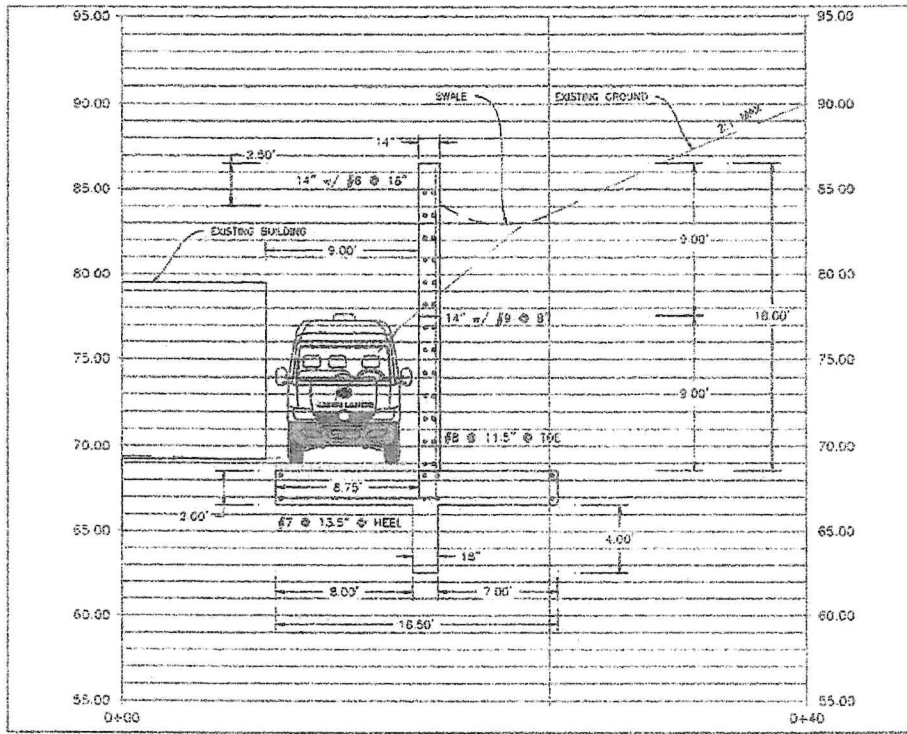 95.00 95.00
90.00 90.00
SWALE
EXISTING GROUND
2:1 MAX
14"
2.50'
85.00 85.00
14" w/ #6 @ 16"
EXISTING BUILDING
9.00' 9.00'
80.00 80.00
14" w/ #9 @ 8"
18.00'
75.00 75.00
9.00'
#8 @ 11.5" @ TOE
70.00 70.00
8.75'
2.00'
#7 @ 13.5" @ HEEL
65.00 65.00
4.00'
18"
8.00' 7.00'
60.00 60.00
16.50'
55.00 55.00
0+00 0+40